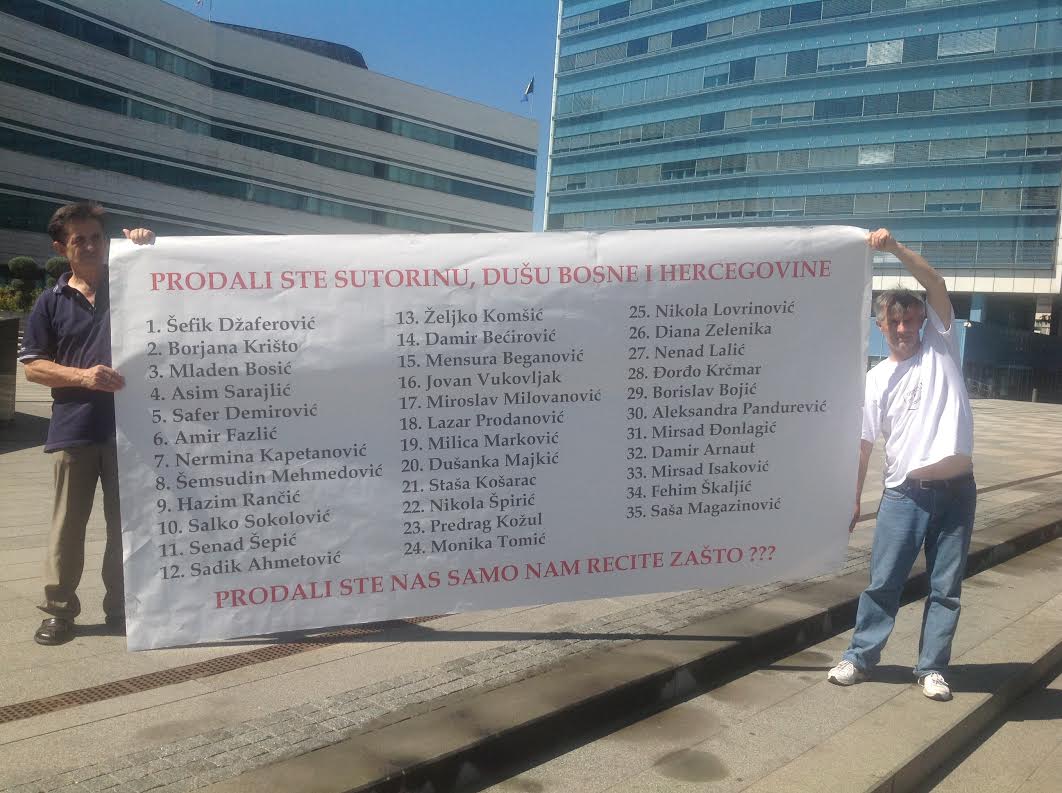 PRODALI STE SUTORINU, DUŠU BOSNE I HERCEGOVINE
1. Šefik Džaferović
2. Borjana Krišto
3. Mladen Bosić
4. Asim Sarajlić
5. Safer Demirović
6. Amir Fazlić
7. Nermina Kapetanović
8. Šemsudin Mehmedović
9. Hazim Rančić
10. Salko Sokolović
11. Senad Šepić
12. Sadik Ahmetović
13. Željko Komšić
14. Damir Bećirović
15. Mensura Beganović
16. Jovan Vukovljak
17. Miroslav Milovanović
18. Lazar Prodanović
19. Milica Marković
20. Dušanka Majkić
21. Staša Košarac
22. Nikola Špirić
23. Predrag Kožul
24. Monika Tomić
25. Nikola Lovrinović
26. Diana Zelenika
27. Nenad Lalić
28. Đorđo Krčmar
29. Borislav Bojić
30. Aleksandra Pandurević
31. Mirsad Đonlagić
32. Damir Arnaut
33. Mirsad Isaković
34. Fehim Škaljić
35. Saša Magazinović
PRODALI STE NAS SAMO NAM RECITE ZAŠTO ???